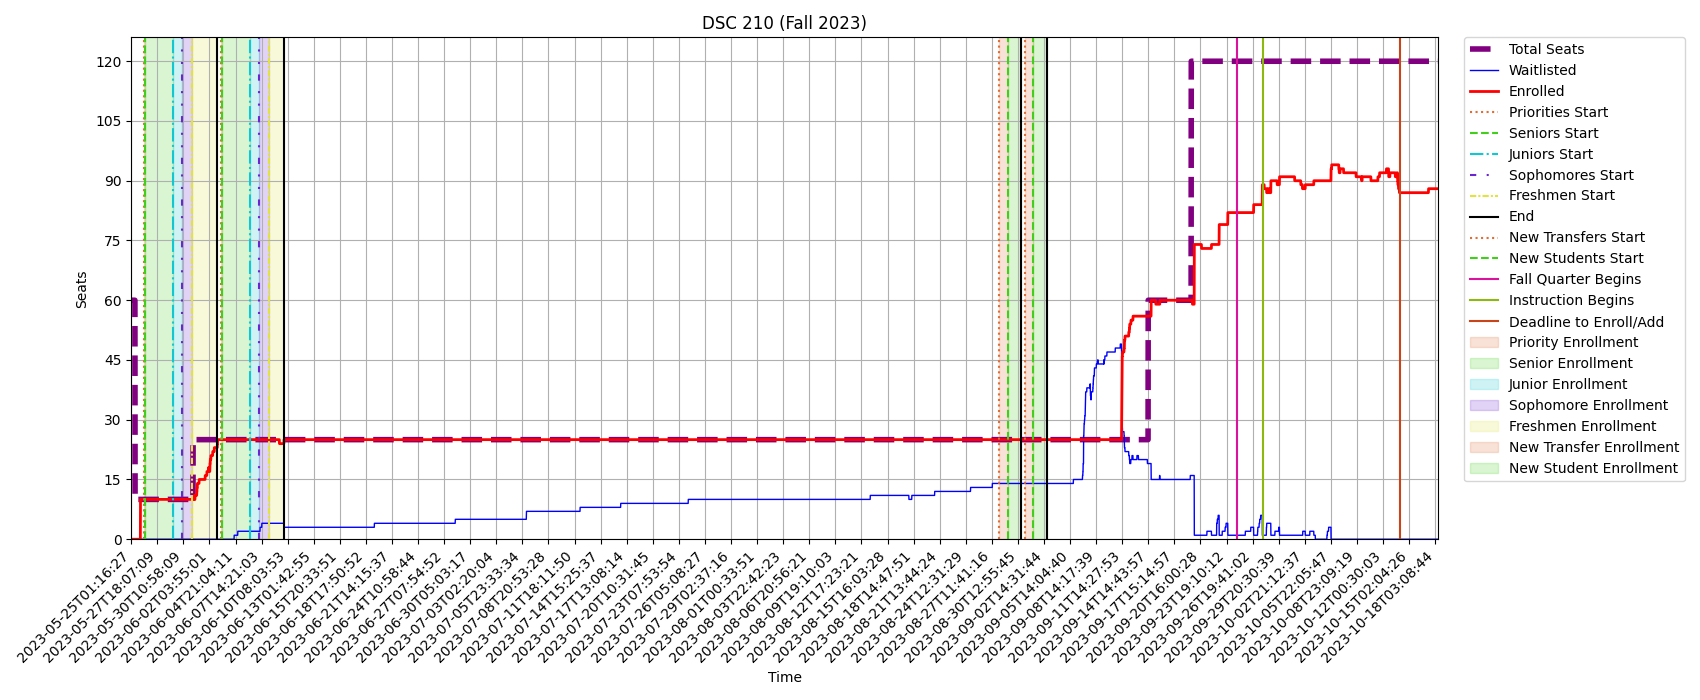 DSC 210 (Fall 2023)
Seats
120
105
90
75
60
45
30
15
0
2023-05-25T01:16:27
2023-05-27T18:07:09
2023-05-30T10:58:09
2023-06-02T03:55:01
2023-06-04T21:04:11
2023-06-07T14:21:03
2023-06-10T08:03:53
2023-06-13T01:42:55
2023-06-15T20:33:51
2023-06-18T17:50:52
2023-06-21T14:15:37
2023-06-24T10:58:44
2023-06-27T07:54:52
2023-06-30T05:03:17
2023-07-03T02:20:04
2023-07-05T23:33:34
2023-07-08T20:53:28
2023-07-11T18:11:50
2023-07-14T15:25:37
2023-07-17T13:08:14
2023-07-20T10:31:45
2023-07-23T07:53:54
2023-07-26T05:08:27
2023-07-29T02:37:16
2023-08-01T00:33:51
2023-08-03T22:42:23
2023-08-06T20:56:21
2023-08-09T19:10:03
2023-08-12T17:23:21
2023-08-15T16:03:28
2023-08-18T14:47:51
2023-08-21T13:44:24
2023-08-24T12:31:29
2023-08-27T11:41:16
2023-08-30T12:55:45
2023-09-02T14:31:44
2023-09-05T14:04:40
2023-09-08T14:17:39
2023-09-11T14:27:53
2023-09-14T14:43:57
2023-09-17T15:14:57
2023-09-20T16:00:28
2023-09-23T19:10:12
2023-09-26T19:41:02
2023-09-29T20:30:39
2023-10-02T21:12:37
2023-10-05T22:05:47
2023-10-08T23:09:19
2023-10-12T00:30:03
2023-10-15T02:04:26
2023-10-18T03:08:44
Time
Total Seats
Waitlisted
Enrolled
Priorities Start
Seniors Start
Juniors Start
Sophomores Start
Freshmen Start
End
New Transfers Start
New Students Start
Fall Quarter Begins
Instruction Begins
Deadline to Enroll/Add
Priority Enrollment
Senior Enrollment
Junior Enrollment
Sophomore Enrollment
Freshmen Enrollment
New Transfer Enrollment
New Student Enrollment